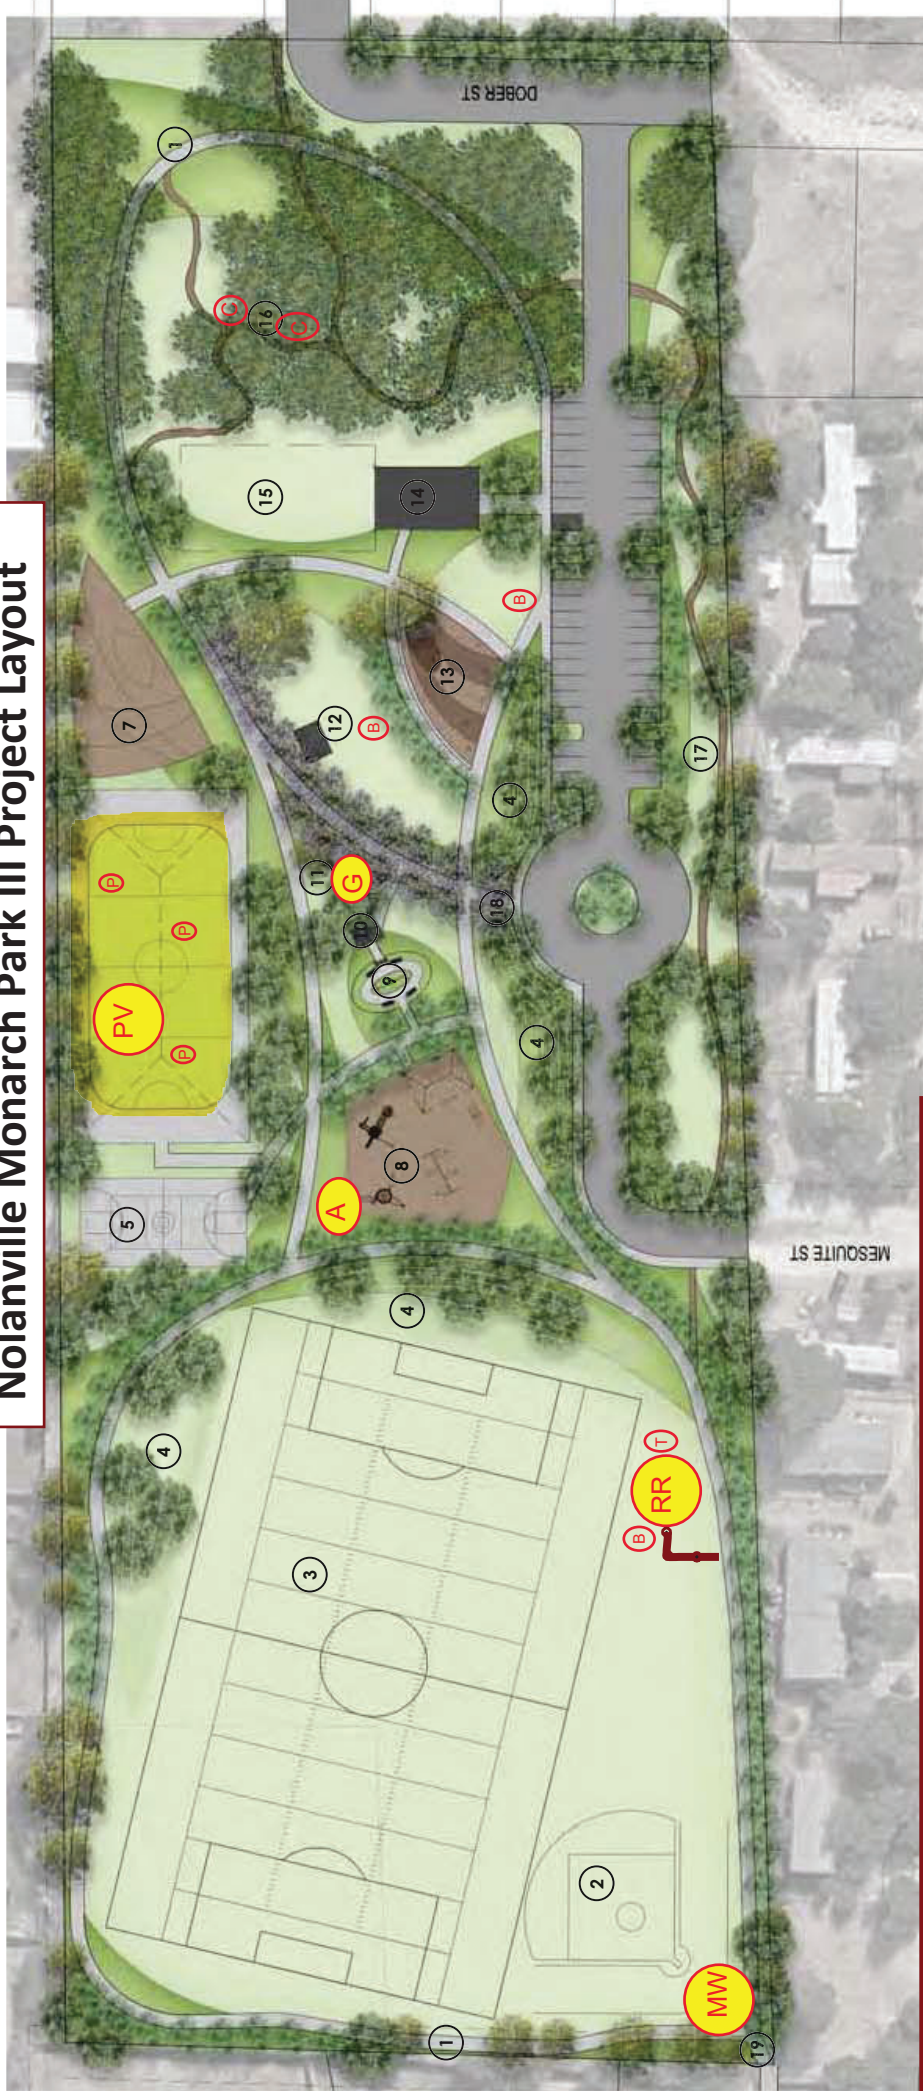 Nolanville Monarch Park III Project Layout
P
5
PV
7
4
P
P
1
C
15
16
C
3
11
12
A
G
10
B
8
9
4
14
1
13
18
4
B
DOBER ST
4
2
B
RR
T
17
MW
19
MESQUITE ST